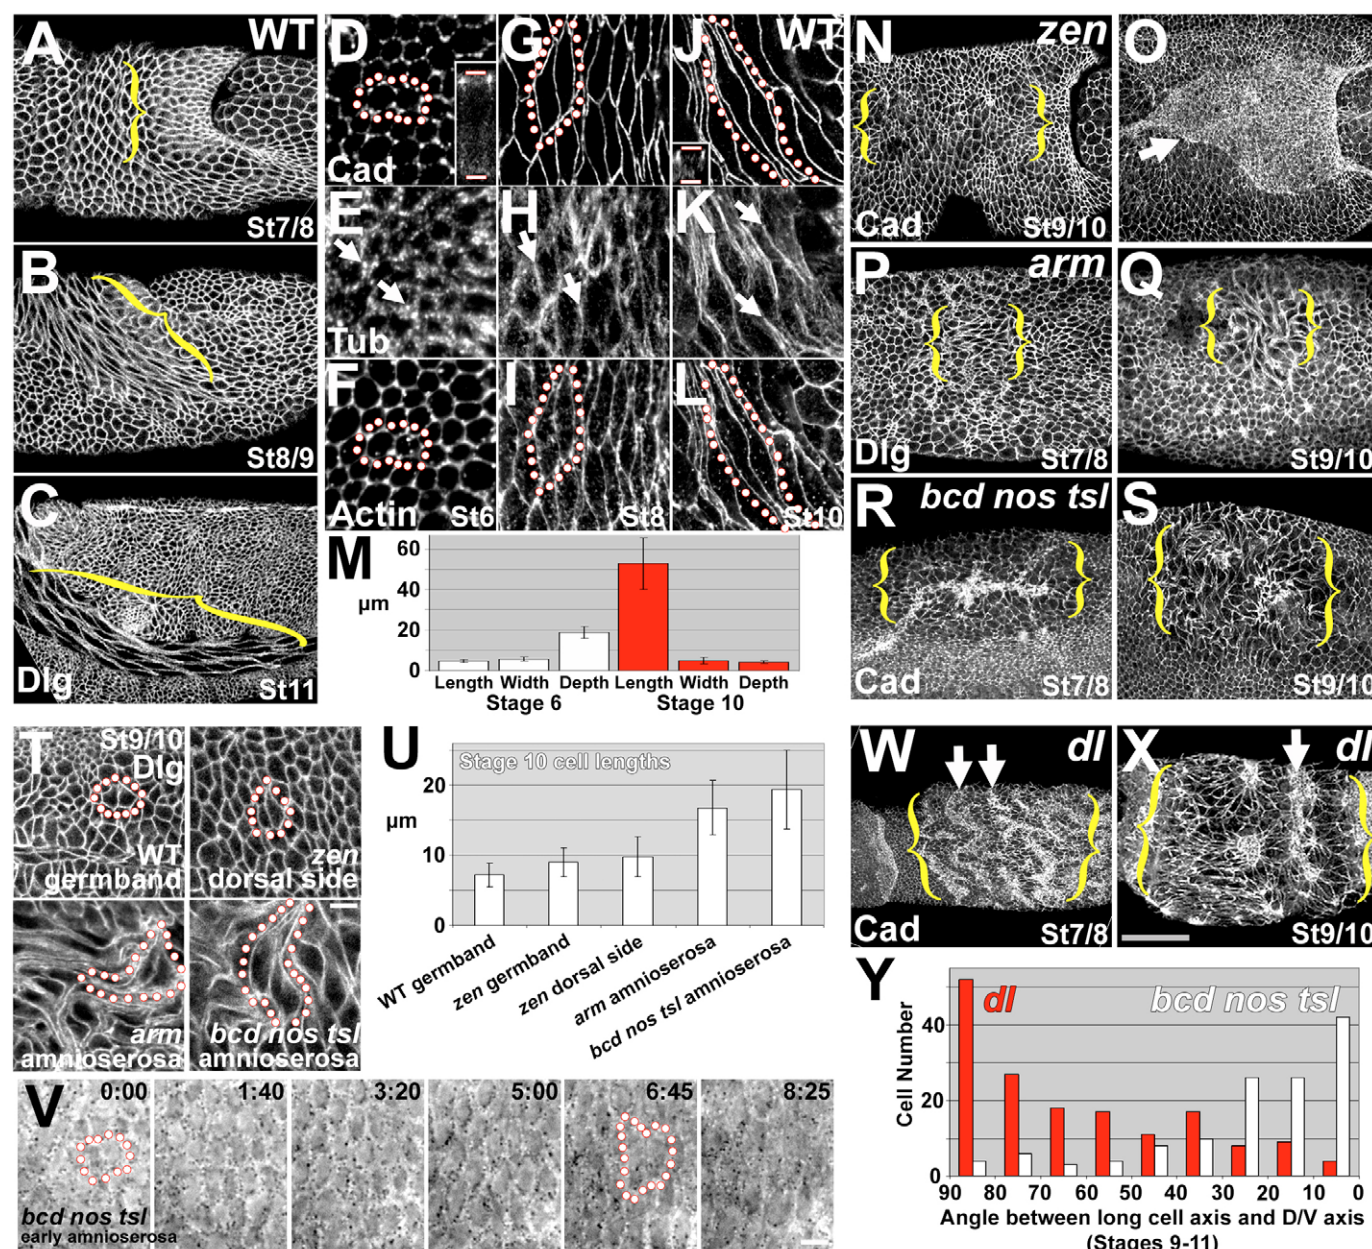 A WT
St7/8
B
St8/9
C
Dlg St11
D
Cad
E
Tub
F
Actin St6
G
H
I
St8
J WT
K
L
St10
M
60
40
µm
20
0
Length Width Depth Length Width Depth
Stage 6 Stage 10
N zen
Cad St9/10
O
P arm
Dlg St7/8
Q
St9/10
R bcd nos tsl
Cad St7/8
S
St9/10
T St9/10
Dlg
WT
germband
zen
dorsal side
arm
amnioserosa
bcd nos tsl
amnioserosa
U
Stage 10 cell lengths
20
µm
10
0
WT germband
zen germband
zen dorsal side
arm amnioserosa
bcd nos tsl amnioserosa
V 0:00 1:40 3:20 5:00 6:45 8:25
bcd nos tsl
early amnioserosa
W dl
Cad St7/8
X dl
St9/10
Y
dl bcd nos tsl
Cell Number
40
20
0
90 80 70 60 50 40 30 20 10 0
Angle between long cell axis and D/V axis
(Stages 9-11)